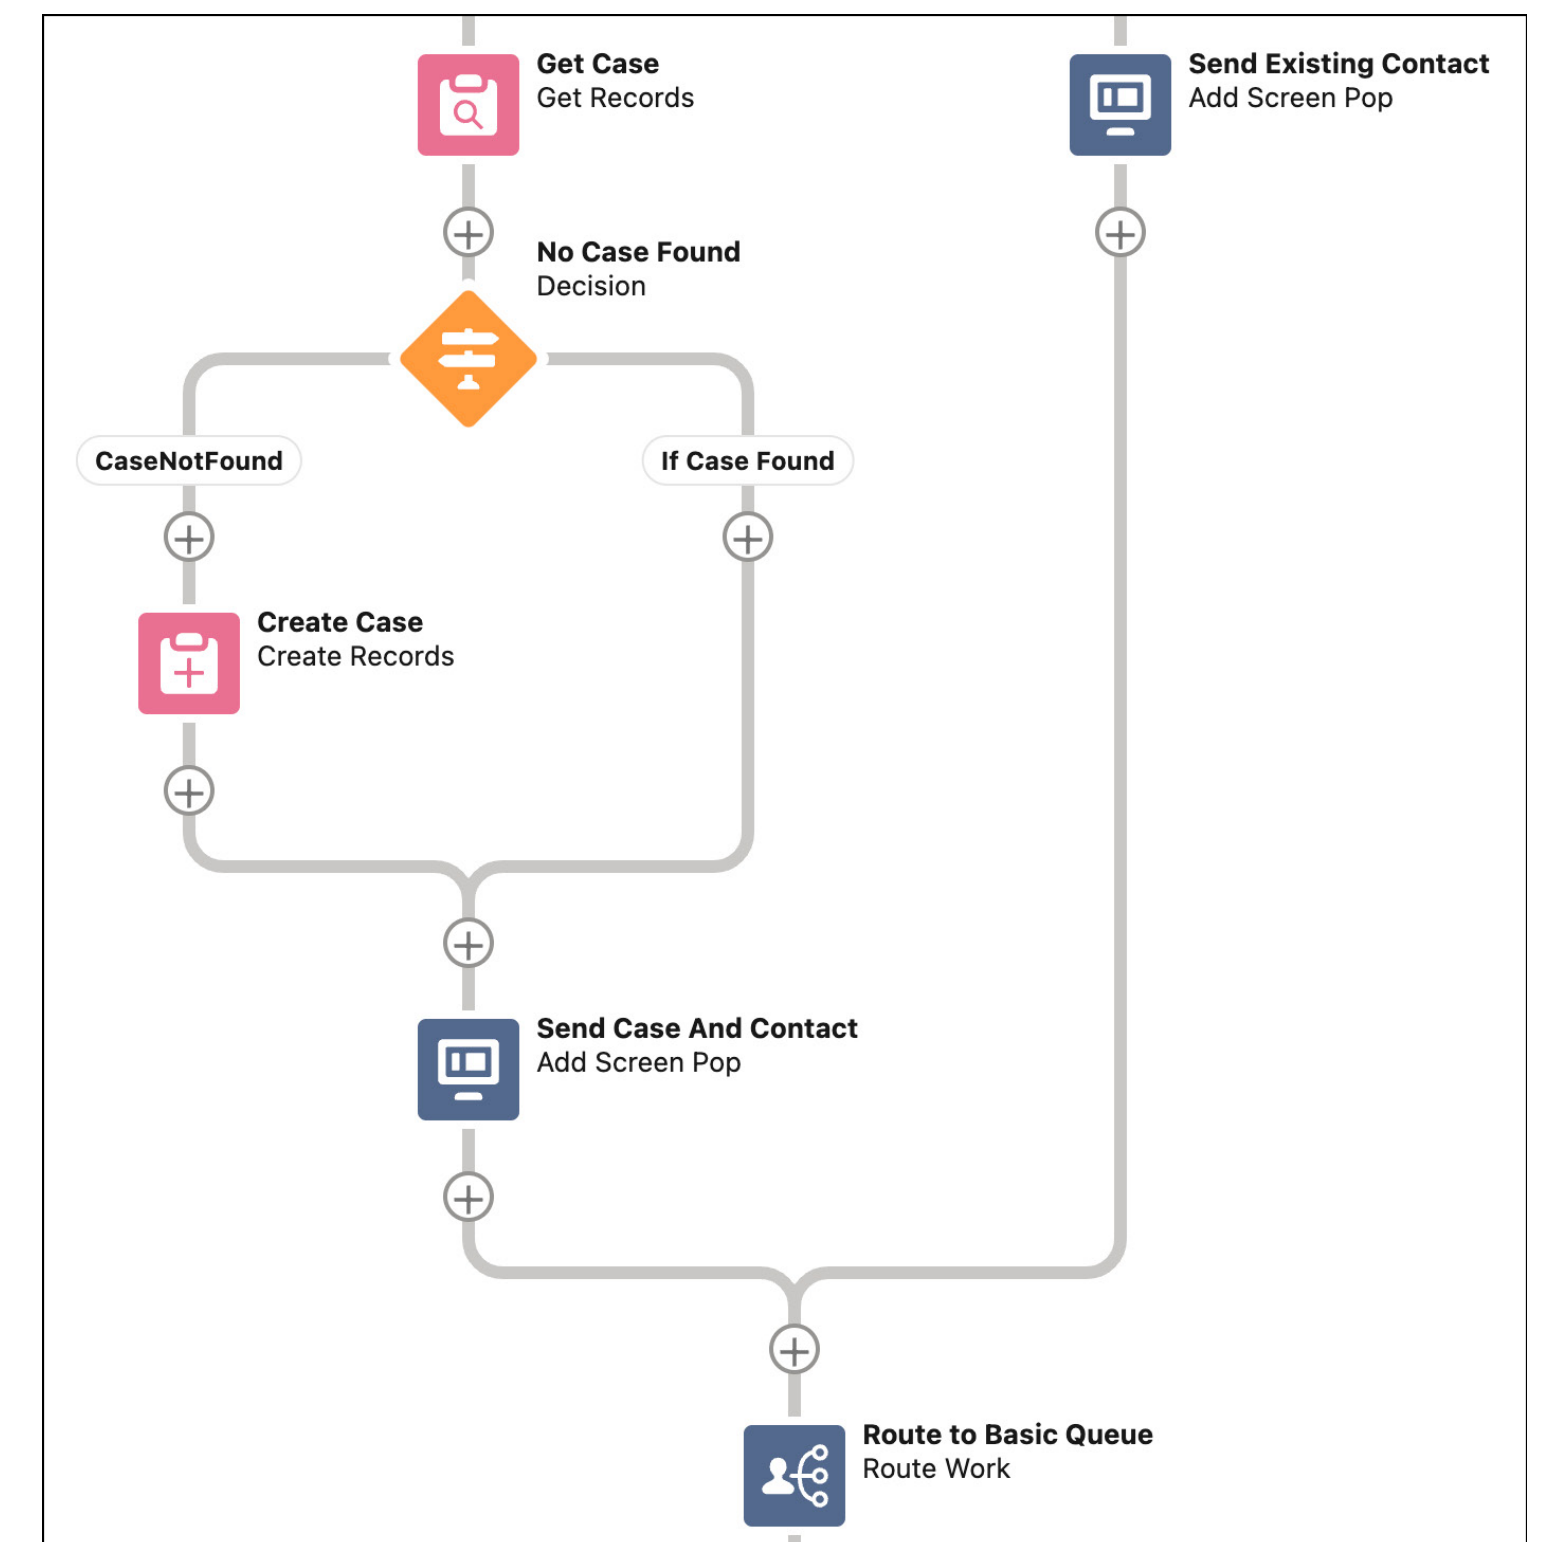 Get Case
Get Records
Send Existing Contact
Add Screen Pop
No Case Found
Decision
CaseNotFound
If Case Found
Create Case
Create Records
Send Case And Contact
Add Screen Pop
Route to Basic Queue
Route Work